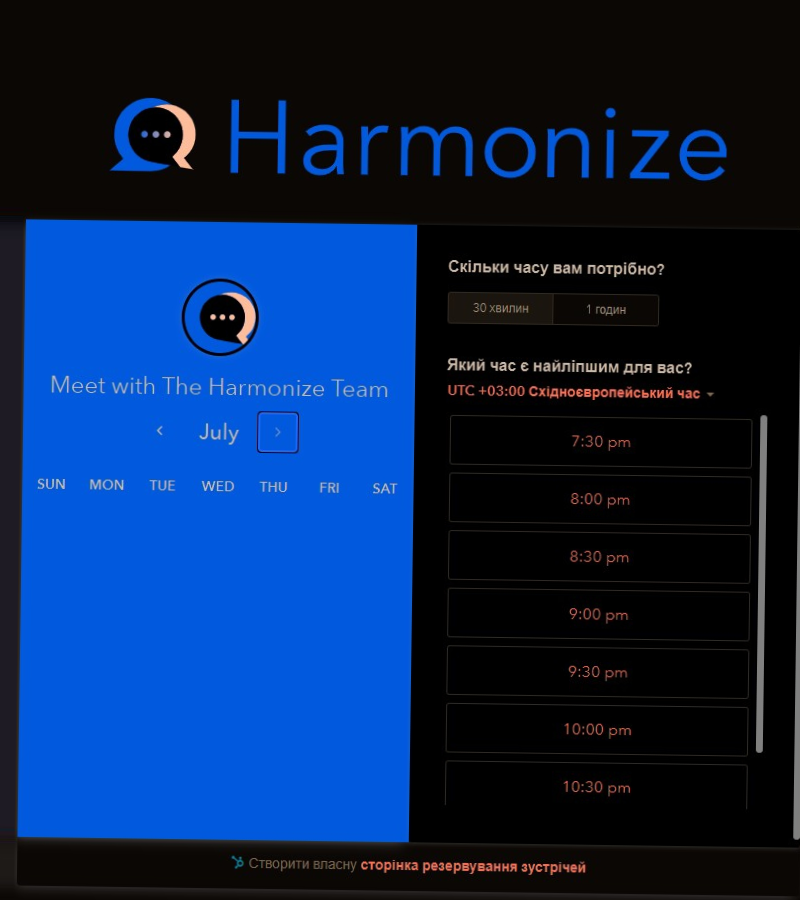 Harmonize
Meet with The Harmonize Team
July
SUN MON TUE WED THU FRI SAT
Скільки часу вам потрібно?
30 хвилин 1 годин
Який час є найліпшим для вас?
UTC +03:00 Східноєвропейський час
7:30 pm
8:00 pm
8:30 pm
9:00 pm
9:30 pm
10:00 pm
10:30 pm
Створити власну сторінка резервування зустрічей